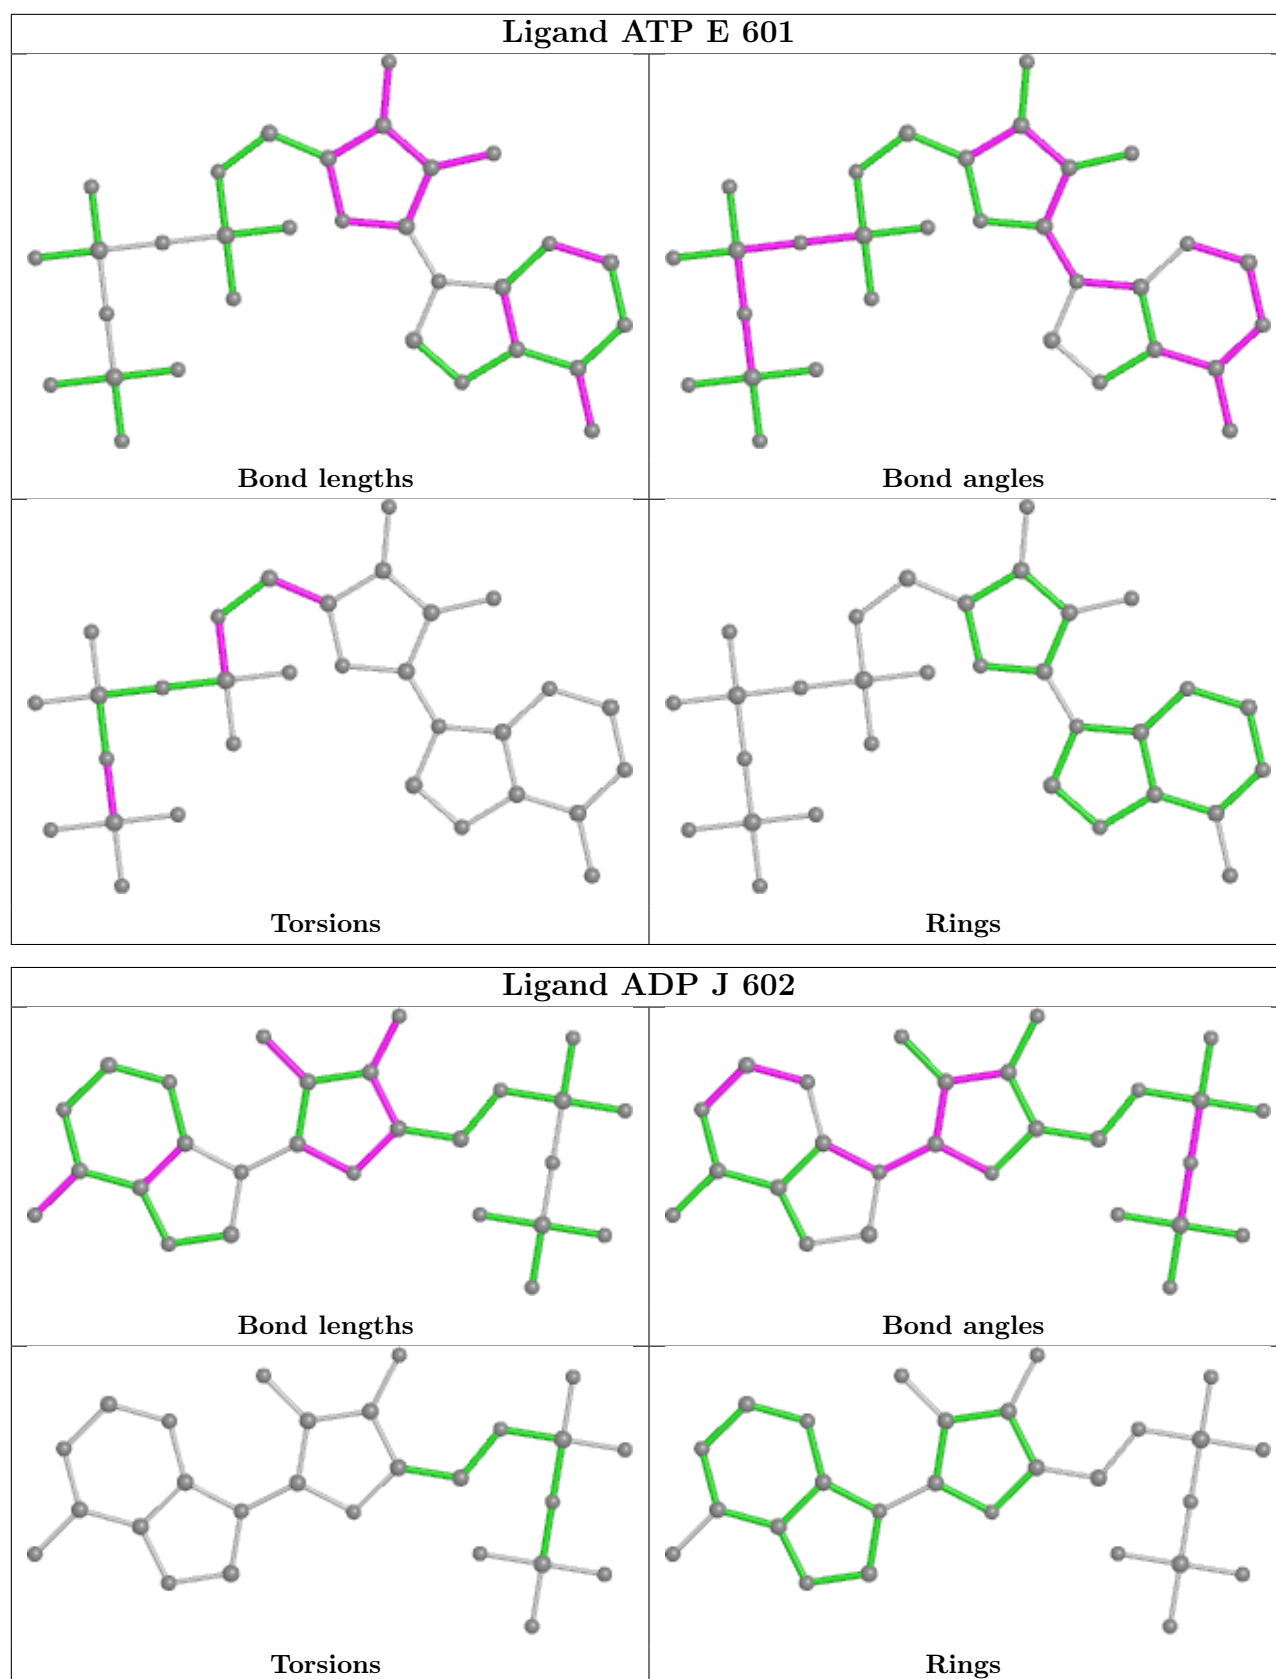 Ligand ATP E 601
Bond lengths
Bond angles
Torsions
Rings
Ligand ADP J 602
Bond lengths
Bond angles
Torsions
Rings